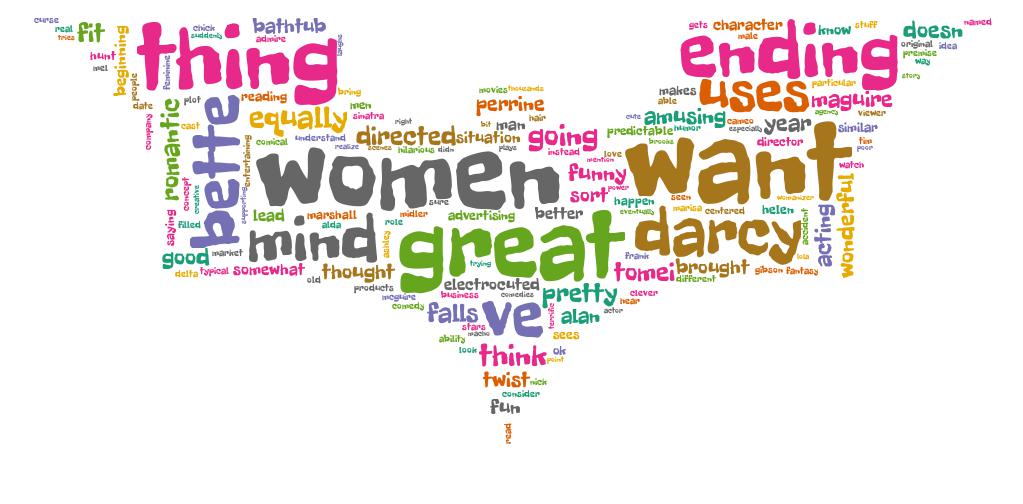 curse
real
tries
fit
hunt
mel
beginning
people
date
thing
chick
suddenly
feminine
bathtub
admire
laughs
company
romantic
plot
cast
bette
reading
bring
equally
men
sinatra
comical
understand
realize
entertaining
supporting
creative
concept
saying
filled
good
delta
typical
market
somewhat
right
directed
situation
scenes
hilarious
didn
plays
movies
thousands
perrine
hair
bit
man
going
instead
mention
women
sure
funny
sort
power
love
predictable
cute
amusing
humor
brooks
cameo
especially
year
director
makes
able
uses
ending
gets
character
male
know
stuff
doesn
named
original
idea
premise
way
story
particular
maguire
agency
viewer
similar
tim
poor
watch
want
womanizer
seen
happen
eventually
marisa
centered
helen
accident
acting
wonderful
lead
marshall
alda
midler
role
advertising
better
mind
ashley
great
trying
darcy
lola
old
thought
products
mcguire
comedy
electrocuted
business
comedies
pretty
frank
tomei
brought
different
gibson
fantasy
clever
hear
actor
falls
stars
macho
ability
look
ve
terrific
alan
sees
think
ok
point
twist
nick
consider
fun
read